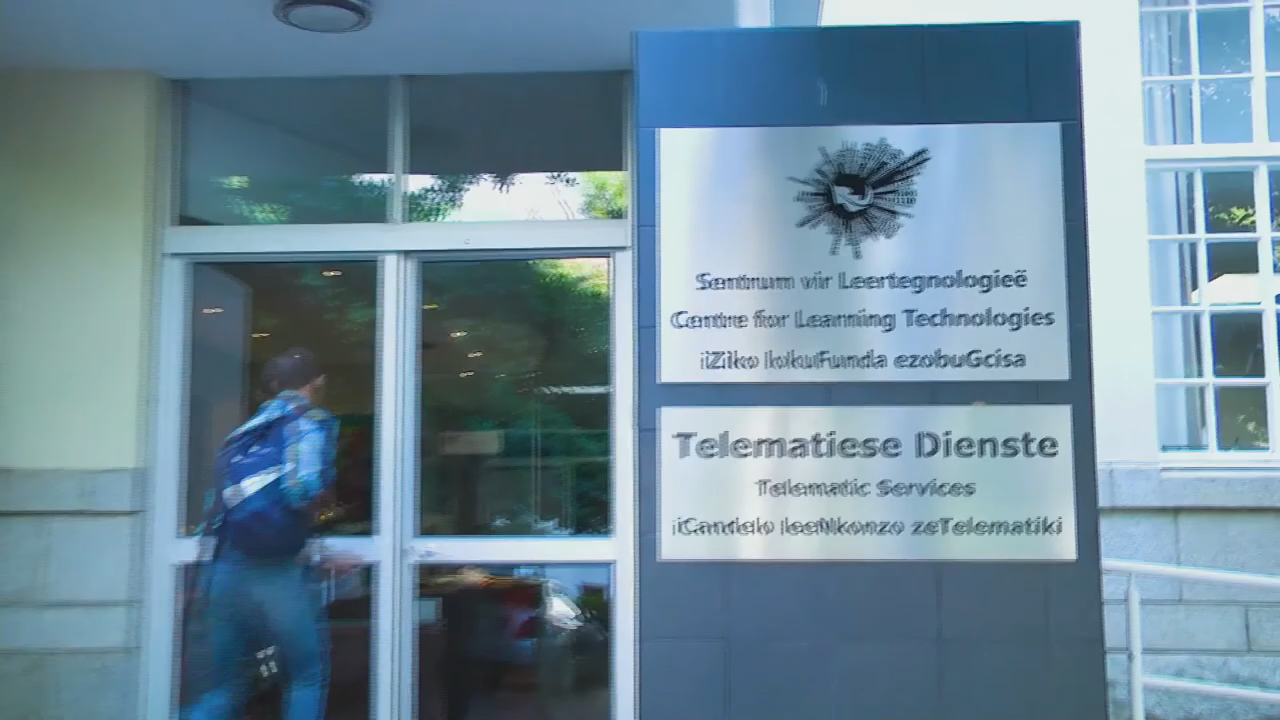 Sentrum vir Leertegnologieë
Centre for Learning Technologies
iZiko lokuFunda ezobuGcisa
Telematiese Dienste
Telematic Services
iCandelo leeNkonzo zeTelematiki